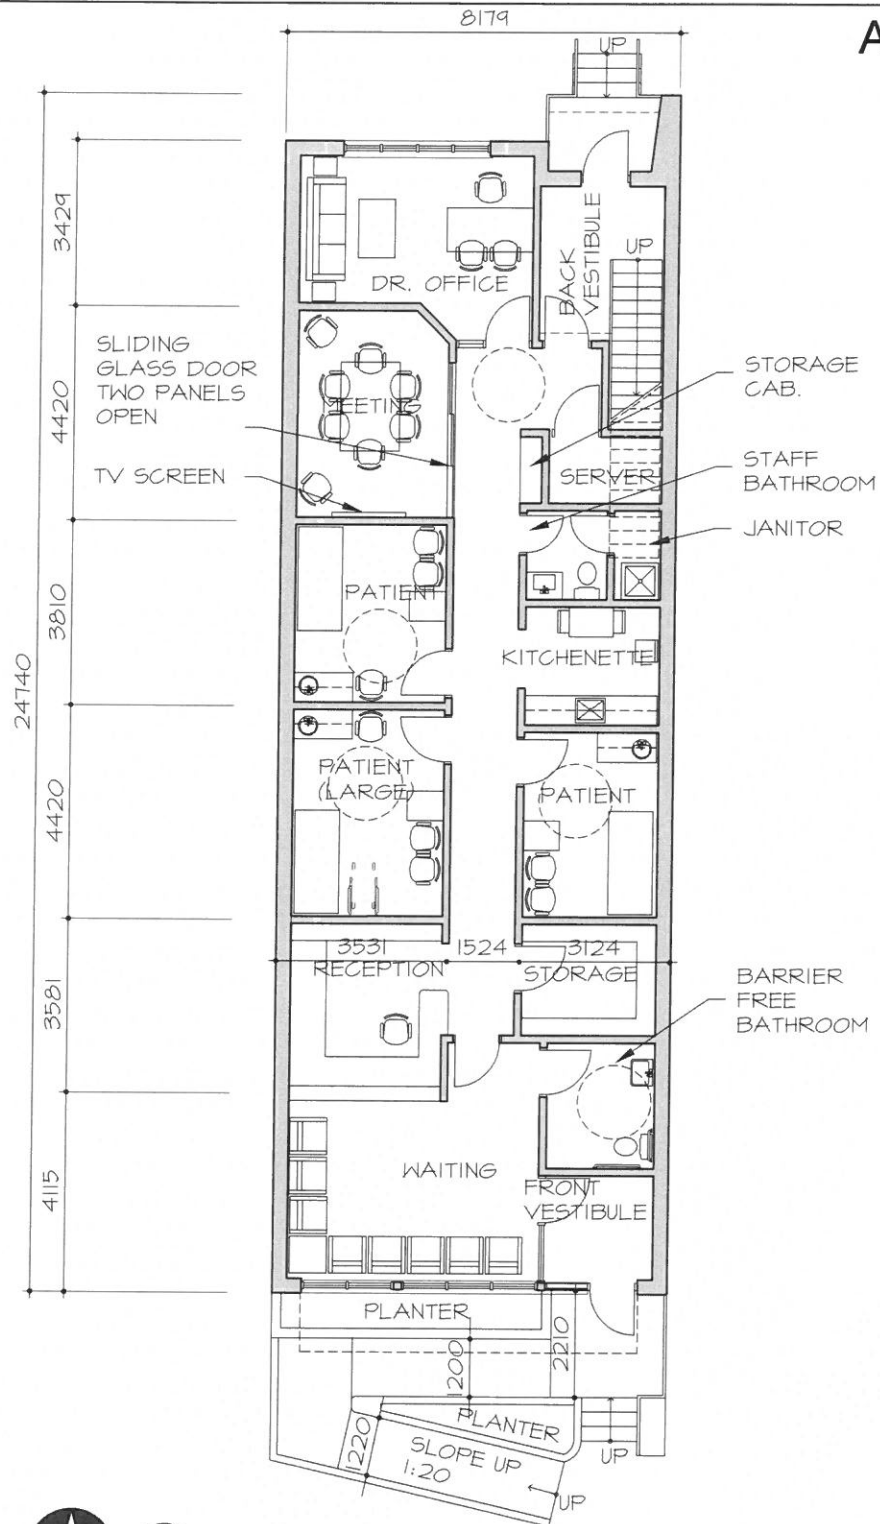 8179
A
UP
3429
BACK
VESTIBULE
UP
DR. OFFICE
SLIDING
GLASS DOOR
TWO PANELS
OPEN
STORAGE
CAB.
4420
MEETING
TV SCREEN
SERVER
STAFF
BATHROOM
JANITOR
3810
PATIENT
KITCHENETTE
24740
4420
PATIENT
(LARGE)
PATIENT
3531
1524
3124
RECEPTION
STORAGE
3581
BARRIER
FREE
BATHROOM
4115
WAITING
FRONT
VESTIBULE
PLANTER
1200
2210
PLANTER
1220
SLOPE UP
1:20
UP
UP